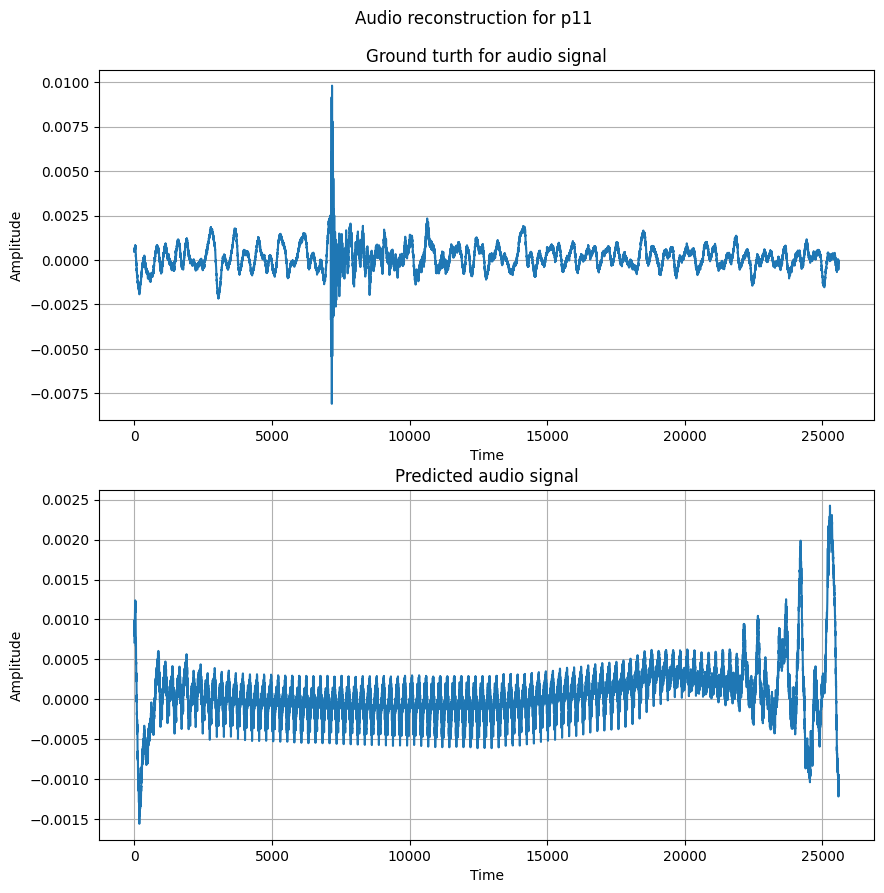 Audio reconstruction for p11
Ground turth for audio signal
Amplitude
0.0100
0.0075
0.0050
0.0025
0.0000
−0.0025
−0.0050
−0.0075
0 5000 10000 15000 20000 25000
Time
Predicted audio signal
Amplitude
0.0025
0.0020
0.0015
0.0010
0.0005
0.0000
−0.0005
−0.0010
−0.0015
0 5000 10000 15000 20000 25000
Time